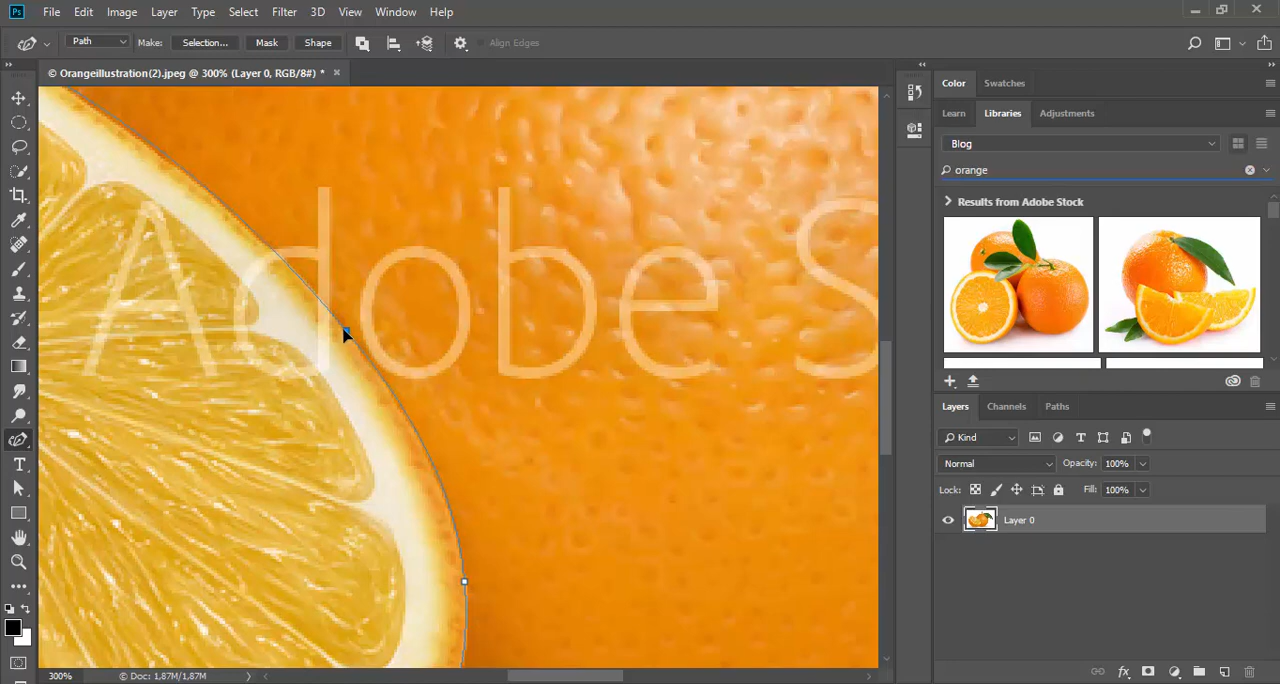 Ps File Edit Image Layer Type Select Filter 3D View Window Help
Path Make: Selection... Mask Shape Align Edges
© Orangeillustration(2).jpeg @ 300% (Layer 0, RGB/8#) *
Color Swatches
Learn Libraries Adjustments
Blog
orange
Results from Adobe Stock
Adobe S
Layers Channels Paths
Kind
Normal Opacity: 100%
Lock: Fill: 100%
Layer 0
300% © Doc: 1,87M/1,87M